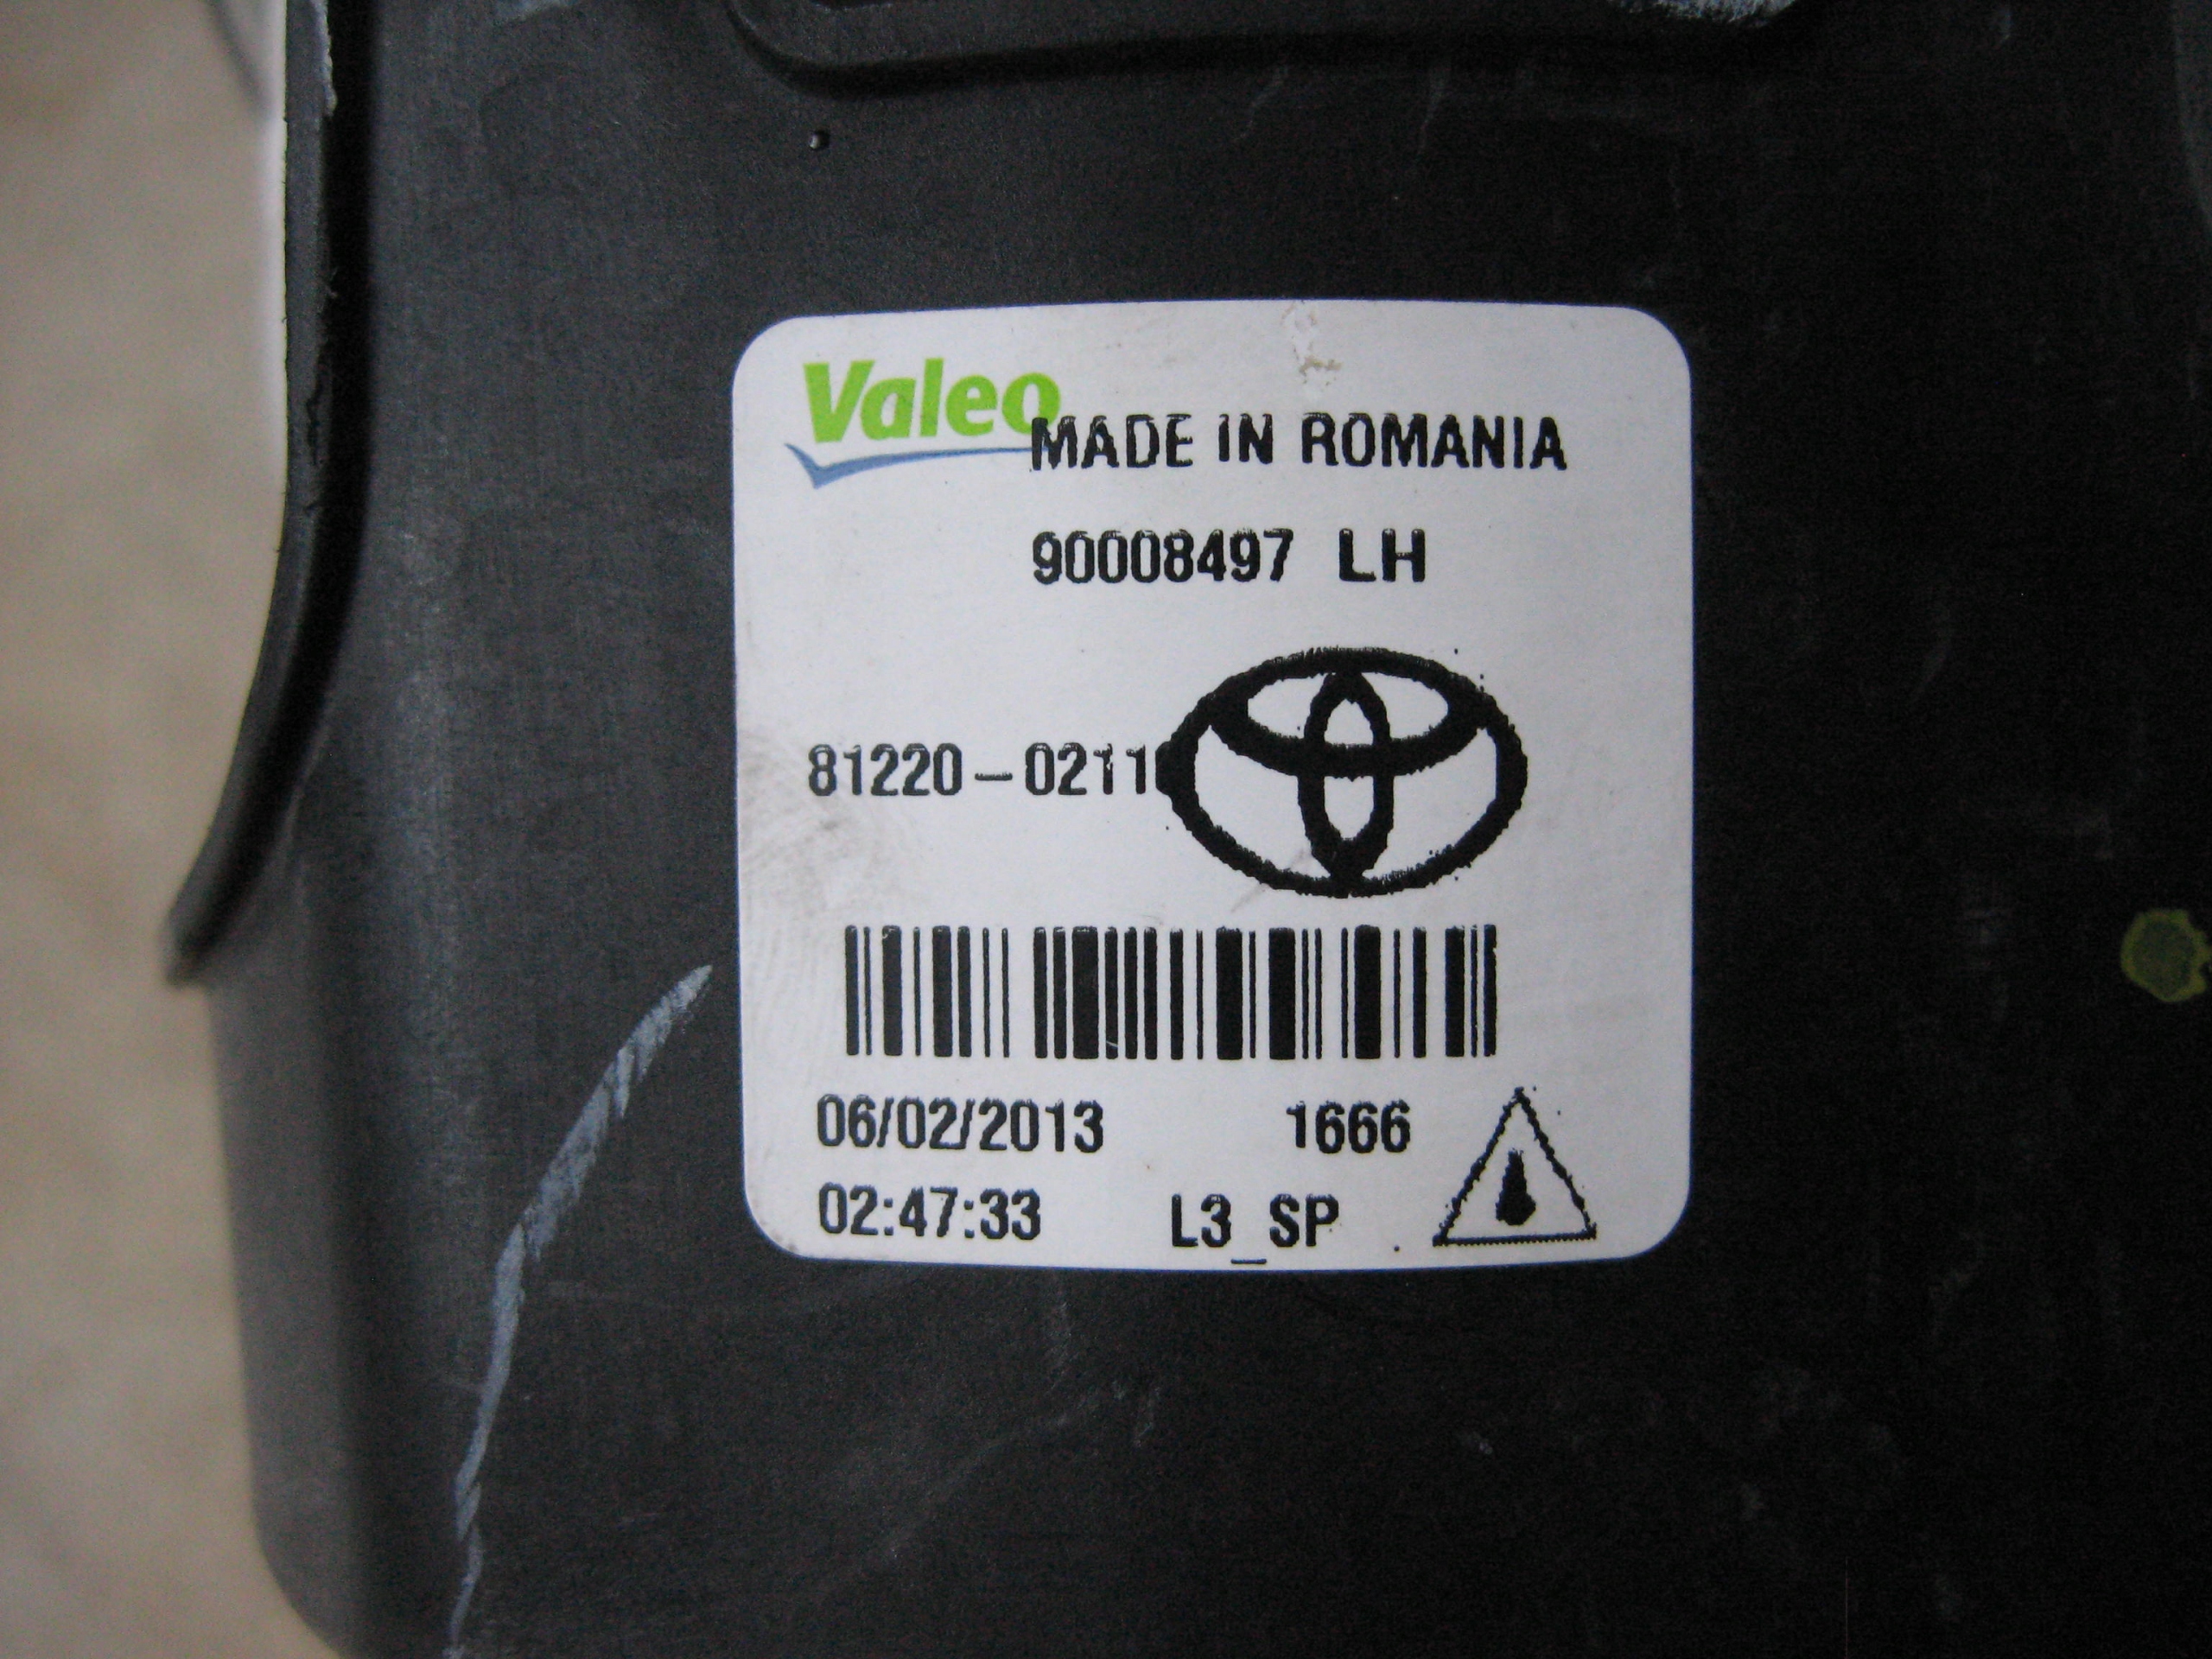 Valeo
MADE IN ROMANIA
90008497 LH
81220-0211
06/02/2013 1666
02:47:33 L3_SP